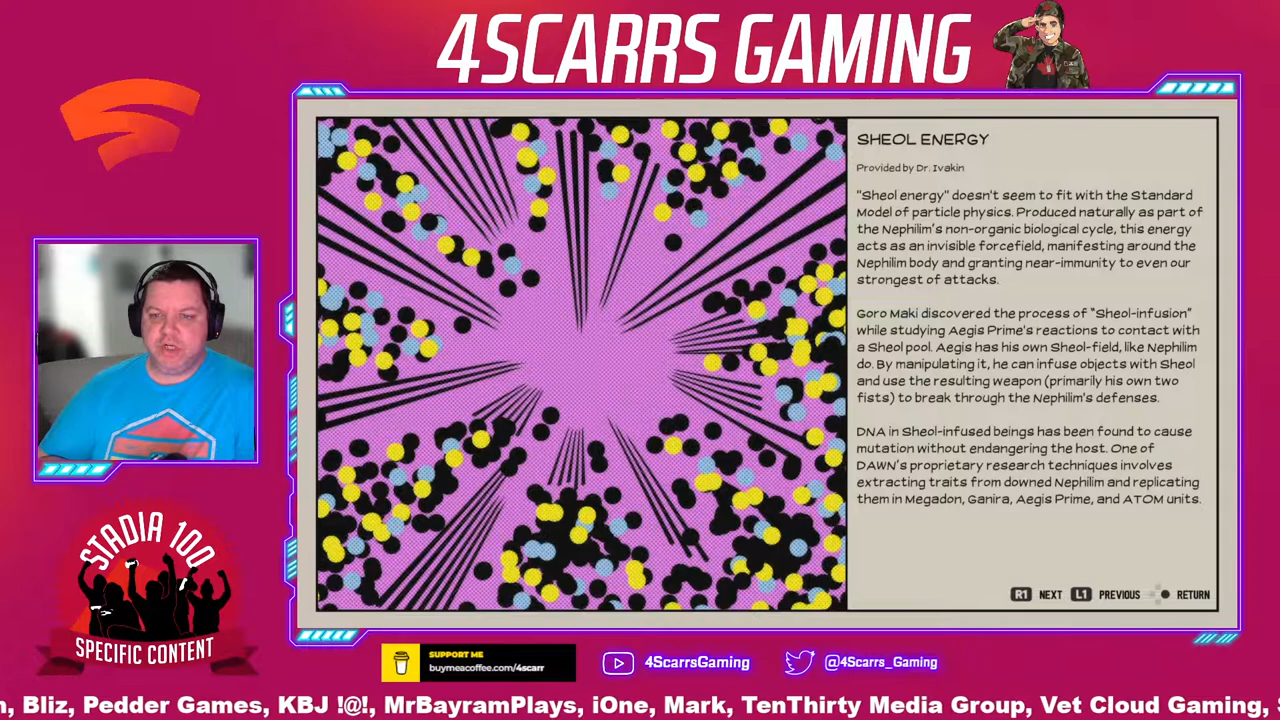 4SCARRS GAMING
SHEOL ENERGY
Provided by Dr. Ivakin
"Sheol energy" doesn't seem to fit with the Standard
Model of particle physics. Produced naturally as part of
the Nephilim's non-organic biological cycle, this energy
acts as an invisible forcefield, manifesting around the
Nephilim body and granting near-immunity to even our
strongest of attacks.
Goro Maki discovered the process of "Sheol-infusion"
while studying Aegis Prime's reactions to contact with
a Sheol pool. Aegis has his own Sheol-field, like Nephilim
do. By manipulating it, he can infuse objects with Sheol
and use the resulting weapon (primarily his own two
fists) to break through the Nephilim's defenses.
DNA in Sheol-infused beings has been found to cause
mutation without endangering the host. One of
DAWN's proprietary research techniques involves
extracting traits from downed Nephilim and replicating
them in Megadon, Ganira, Aegis Prime, and ATOM units.
R1 NEXT L1 PREVIOUS RETURN
STADIA 100
SPECIFIC CONTENT
SUPPORT ME
buymeacoffee.com/4scarr
4ScarrsGaming
@4Scarrs_Gaming
, Bliz, Pedder Games, KBJ !@!, MrBayramPlays, iOne, Mark, TenThirty Media Group, Vet Cloud Gaming,